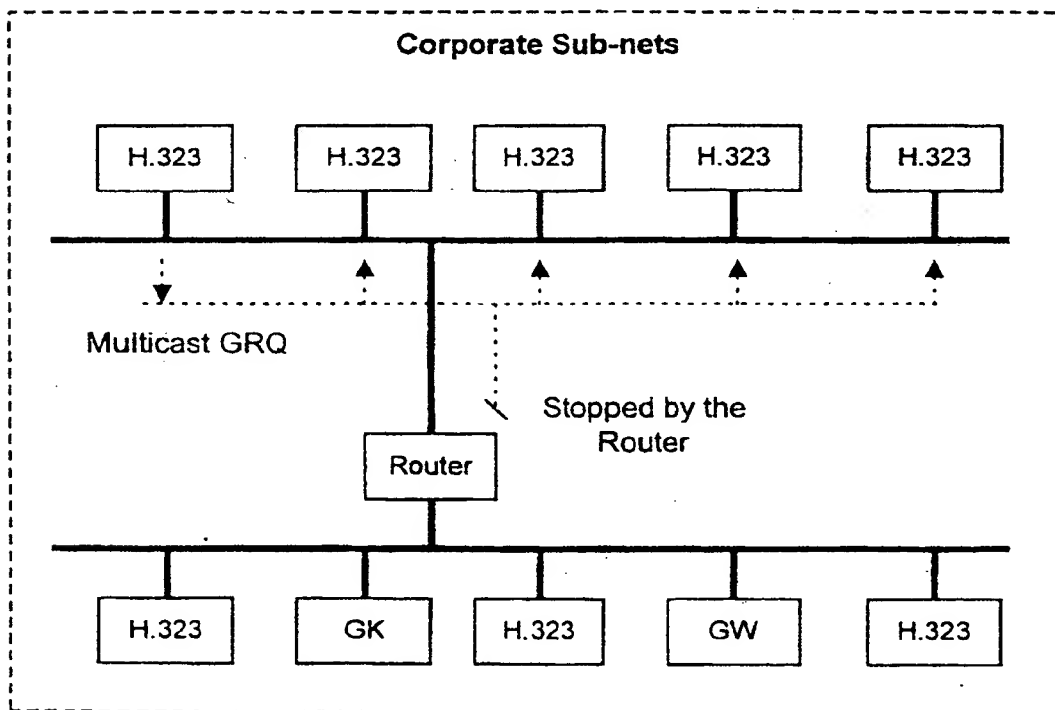 Corporate Sub-nets
H.323 H.323 H.323 H.323 H.323
Multicast GRQ
Stopped by the
Router
Router
H.323 GK H.323 GW H.323